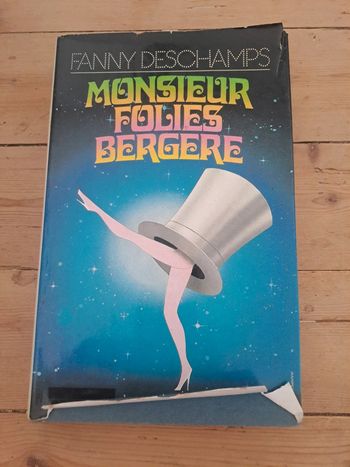 FANNY DESCHAMPS
MONSIEUR
FOLIES
BERGERE